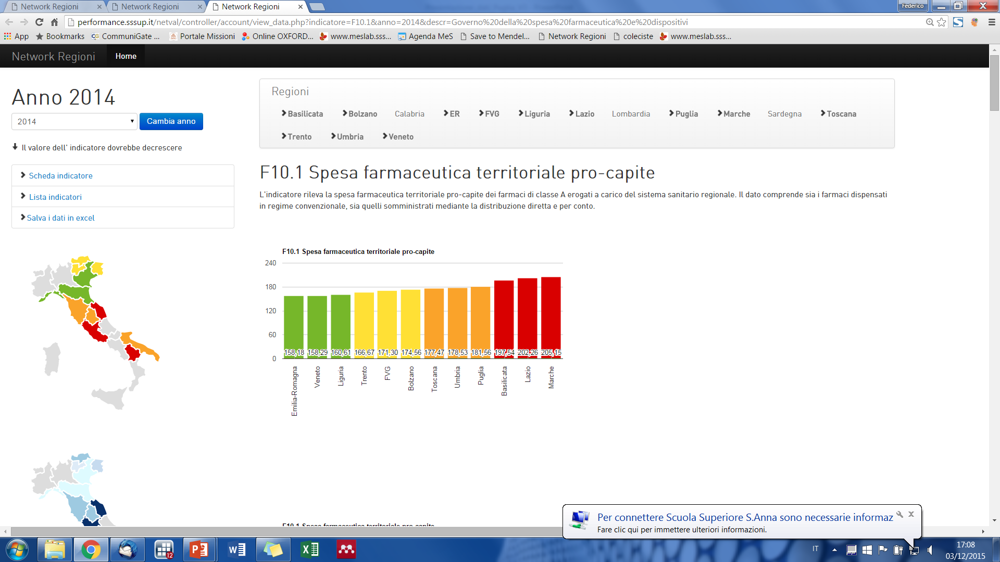 Network Regioni
Network Regioni
Network Regioni
Federico
performance.sssup.it/netval/controller/account/view_data.php?indicatore=F10.1&anno=2014&descr=Governo%20della%20spesa%20farmaceutica%20e%20dispositivi
App
Bookmarks
CommuniGate ...
Portale Missioni
Online OXFORD...
www.meslab.sss...
Agenda MeS
Save to Mendel...
Network Regioni
coleciste
www.meslab.sss...
Network Regioni
Home
Anno 2014
2014
Cambia anno
Il valore dell' indicatore dovrebbe decrescere
Scheda indicatore
Lista indicatori
Salva i dati in excel
Regioni
Basilicata Bolzano Calabria ER FVG Liguria Lazio Lombardia Puglia Marche Sardegna Toscana
Trento Umbria Veneto
F10.1 Spesa farmaceutica territoriale pro-capite
L'indicatore rileva la spesa farmaceutica territoriale pro-capite dei farmaci di classe A erogati a carico del sistema sanitario regionale. Il dato comprende sia i farmaci dispensati
in regime convenzionale, sia quelli somministrati mediante la distribuzione diretta e per conto.
F10.1 Spesa farmaceutica territoriale pro-capite
240
180
120
60
0
158,18 158,29 160,61 166,67 171,30 174,56 177,47 178,53 181,56 197,54 202,26 205,15
Emilia-Romagna
Veneto
Liguria
Trento
FVG
Bolzano
Toscana
Umbria
Puglia
Basilicata
Lazio
Marche
F10.1 Spesa farmaceutica territoriale pro-capite
Per connettere Scuola Superiore S.Anna sono necessarie informaz
Fare clic qui per immettere ulteriori informazioni.
12
IT
17:08
03/12/2015